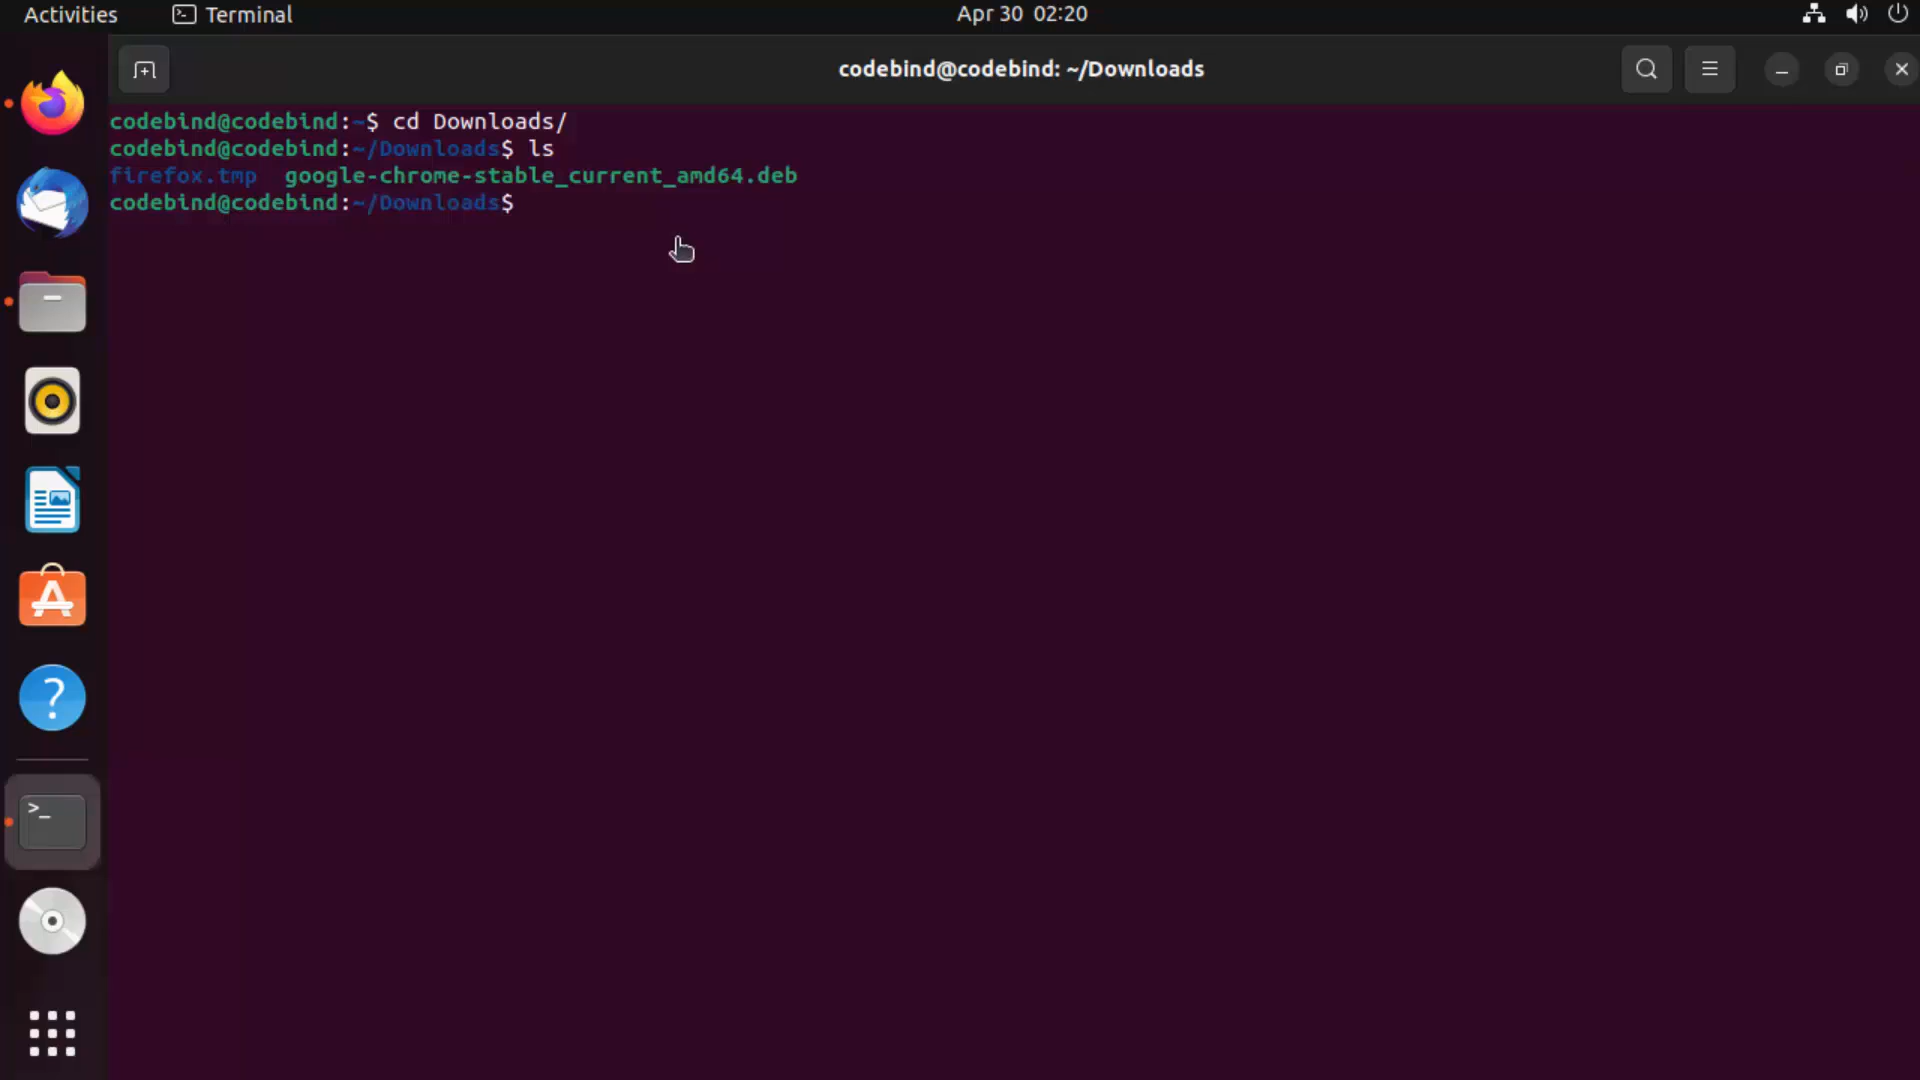 Activities Terminal Apr 30 02:20
codebind@codebind: ~/Downloads
codebind@codebind:~$ cd Downloads/
codebind@codebind:~/Downloads$ ls
firefox.tmp google-chrome-stable_current_amd64.deb
codebind@codebind:~/Downloads$